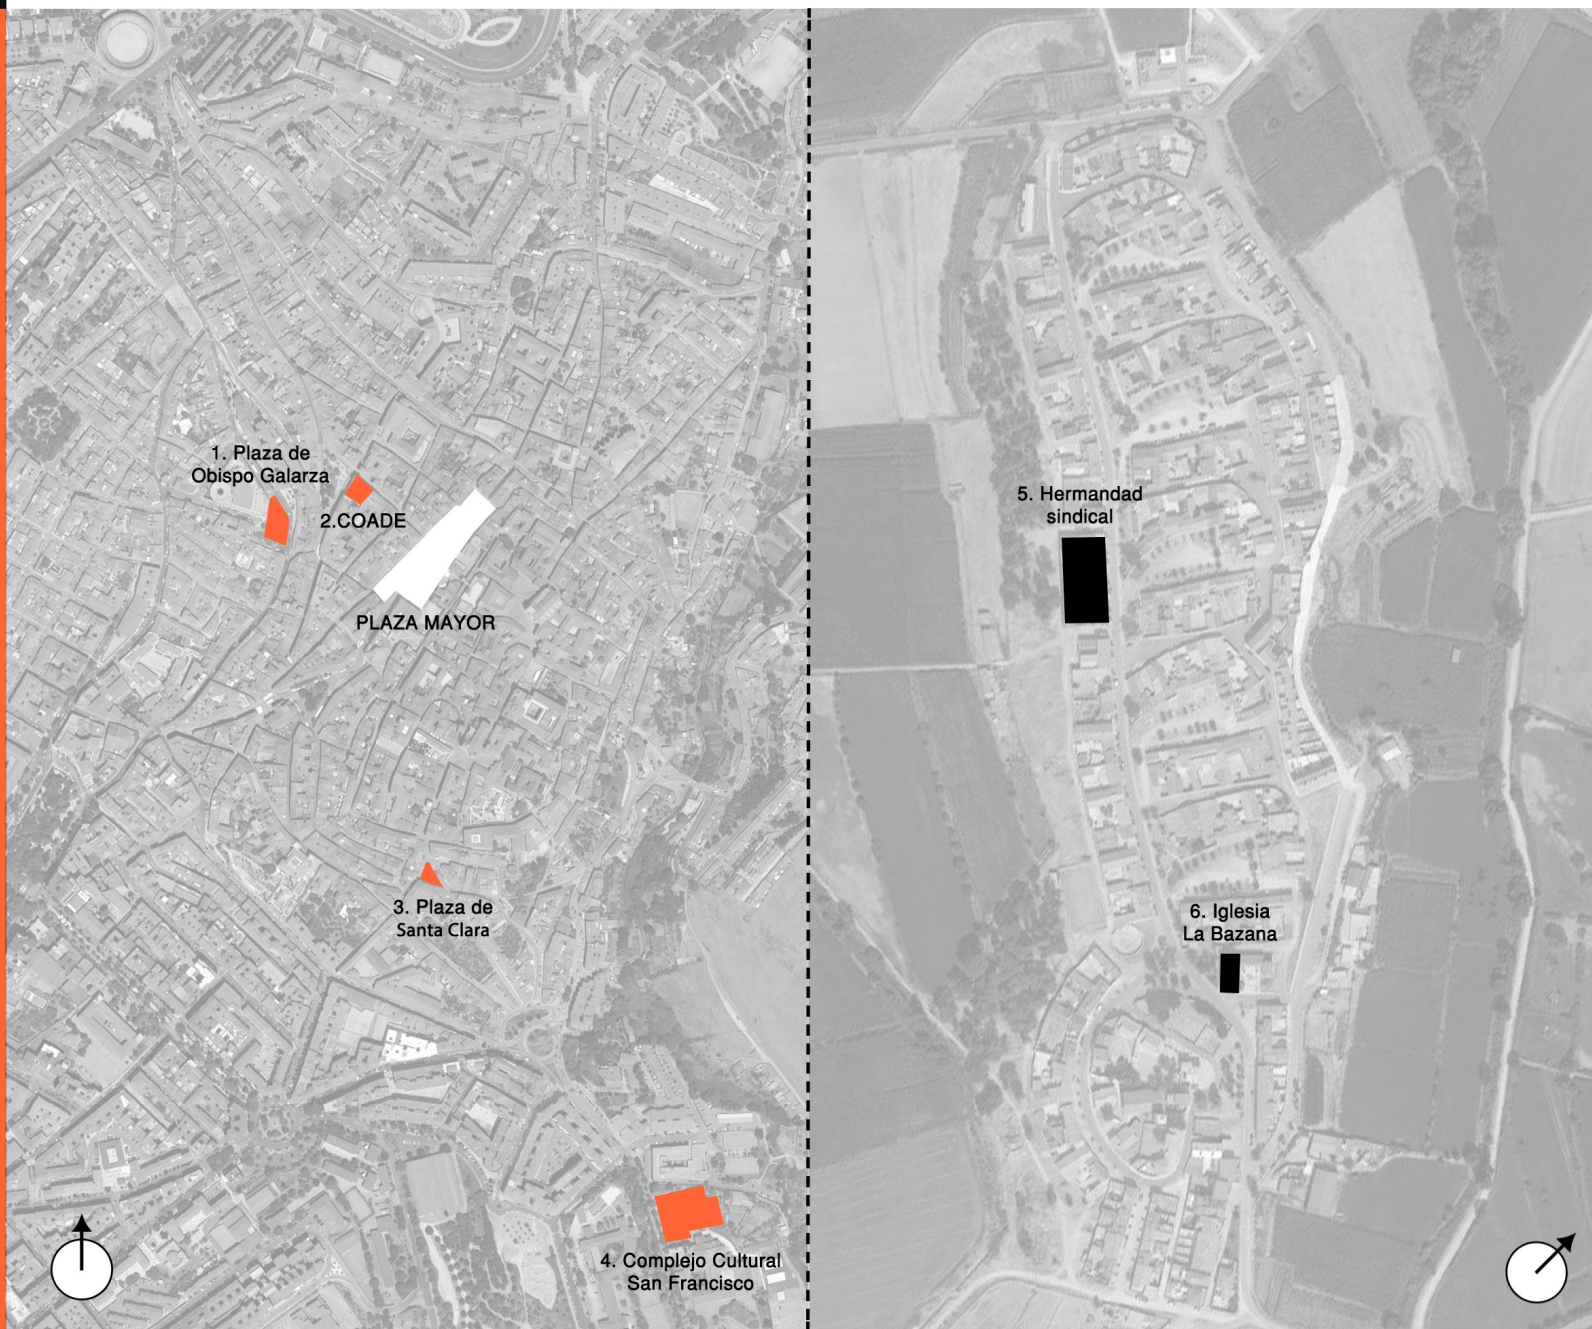 1. Plaza de
Obispo Galarza
2.COADE
PLAZA MAYOR
3. Plaza de
Santa Clara
4. Complejo Cultural
San Francisco
5. Hermandad
sindical
6. Iglesia
La Bazana